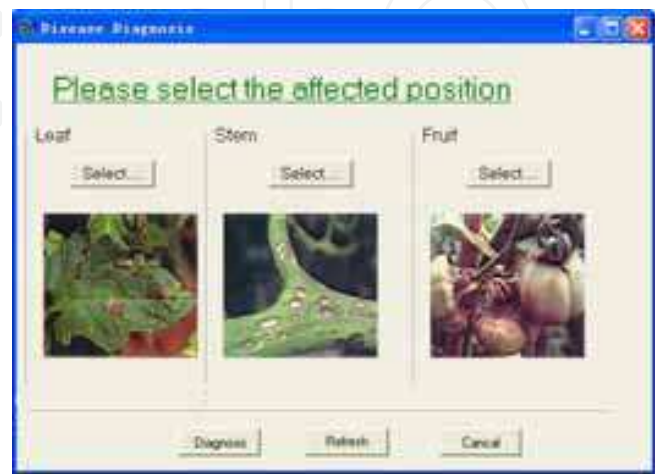 Disease Diagnosis
Please select the affected position
Leaf Stem Fruit
Select... Select... Select...
Diagnosis Refresh Cancel